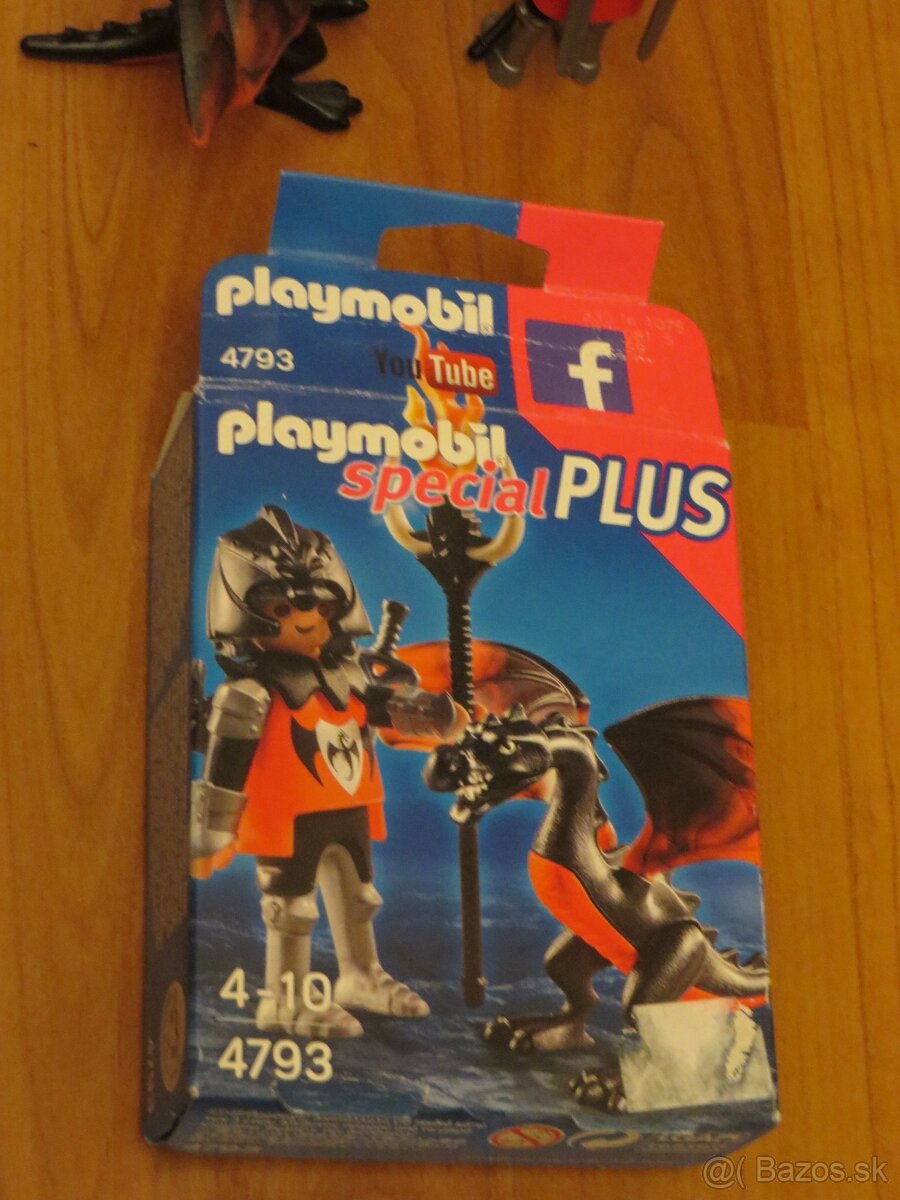 playmobil
4793
YouTube
f
playmobil
special PLUS
4-10
4793
@( Bazos.sk